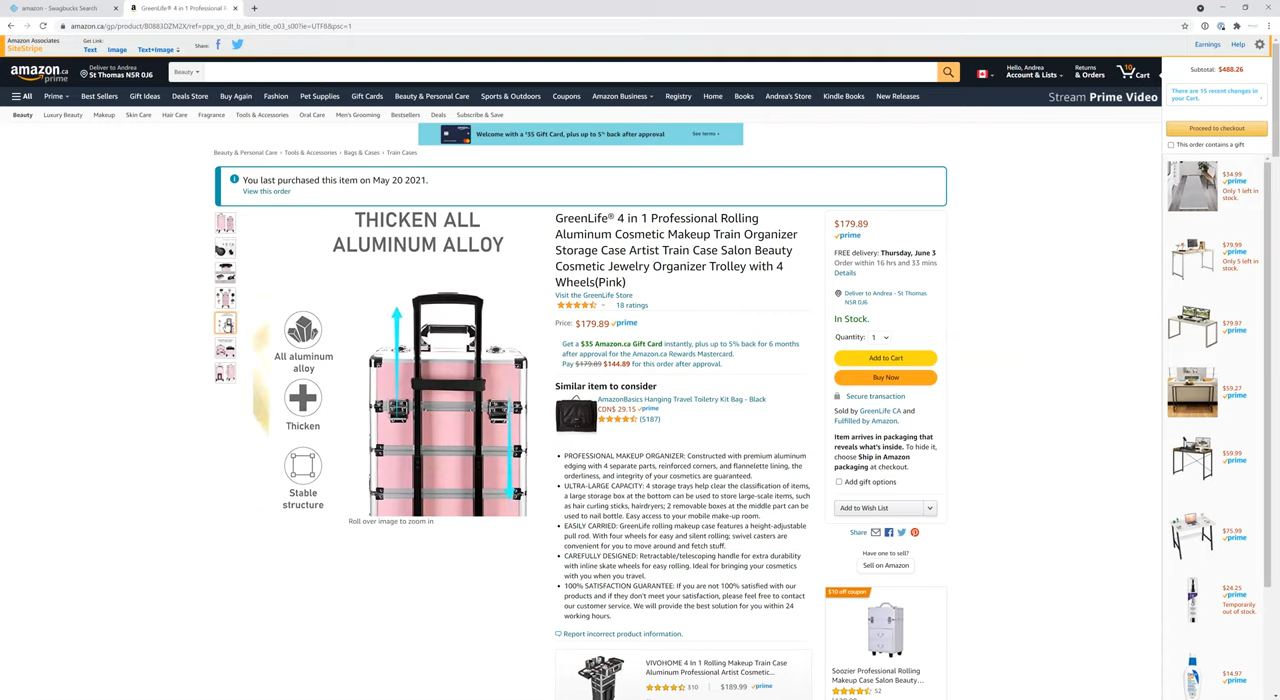 amazon - Swagbucks Search
GreenLife® 4 in 1 Professional R
amazon.ca/gp/product/B0883DZM2X/ref=ppx_yo_dt_b_asin_title_o03_s00?ie=UTF8&psc=1
Amazon Associates
SiteStripe
Get Link:
Text Image Text+Image
Share:
Earnings Help
amazon.ca
prime
Deliver to Andrea
St Thomas N5R 0J6
Beauty
Hello, Andrea
Account & Lists
Returns
& Orders
10
Cart
All Prime Best Sellers Gift Ideas Deals Store Buy Again Fashion Pet Supplies Gift Cards Beauty & Personal Care Sports & Outdoors Coupons Amazon Business Registry Home Books Andrea's Store Kindle Books New Releases
Stream Prime Video
Beauty Luxury Beauty Makeup Skin Care Hair Care Fragrance Tools & Accessories Oral Care Men's Grooming Bestsellers Deals Subscribe & Save
Welcome with a $35 Gift Card, plus up to 5% back after approval
See terms ›
Beauty & Personal Care › Tools & Accessories › Bags & Cases › Train Cases
You last purchased this item on May 20 2021.
View this order
THICKEN ALL
ALUMINUM ALLOY
All aluminum
alloy
Thicken
Stable
structure
Roll over image to zoom in
GreenLife® 4 in 1 Professional Rolling
Aluminum Cosmetic Makeup Train Organizer
Storage Case Artist Train Case Salon Beauty
Cosmetic Jewelry Organizer Trolley with 4
Wheels(Pink)
Visit the GreenLife Store
18 ratings
Price: $179.89 prime
Get a $35 Amazon.ca Gift Card instantly, plus up to 5% back for 6 months
after approval for the Amazon.ca Rewards Mastercard.
Pay $179.89 $144.89 for this order after approval.
Similar item to consider
AmazonBasics Hanging Travel Toiletry Kit Bag - Black
CDN$ 29.15 prime
(5187)
• PROFESSIONAL MAKEUP ORGANIZER: Constructed with premium aluminum
edging with 4 separate parts, reinforced corners, and flannelette lining, the
orderliness, and integrity of your cosmetics are guaranteed.
• ULTRA-LARGE CAPACITY: 4 storage trays help clear the classification of items,
a large storage box at the bottom can be used to store large-scale items, such
as hair curling sticks, hairdryers; 2 removable boxes at the middle part can be
used to nail bottle. Easy access to your mobile make-up room.
• EASILY CARRIED: GreenLife rolling makeup case features a height-adjustable
pull rod. With four wheels for easy and silent rolling; swivel casters are
convenient for you to move around and fetch stuff.
• CAREFULLY DESIGNED: Retractable/telescoping handle for extra durability
with inline skate wheels for easy rolling. Ideal for bringing your cosmetics
with you when you travel.
• 100% SATISFACTION GUARANTEE: If you are not 100% satisfied with our
products and if they don't meet your satisfaction, please feel free to contact
our customer service. We will provide the best solution for you within 24
working hours.
Report incorrect product information.
VIVOHOME 4 In 1 Rolling Makeup Train Case
Aluminum Professional Artist Cosmetic...
310
$189.99 prime
$179.89
prime
FREE delivery: Thursday, June 3
Order within 16 hrs and 33 mins
Details
Deliver to Andrea - St Thomas
N5R 0J6
In Stock.
Quantity: 1
Add to Cart
Buy Now
Secure transaction
Sold by GreenLife CA and
Fulfilled by Amazon.
Item arrives in packaging that
reveals what's inside. To hide it,
choose Ship in Amazon
packaging at checkout.
Add gift options
Add to Wish List
Share
Have one to sell?
Sell on Amazon
$10 off coupon
Soozier Professional Rolling
Makeup Case Salon Beauty...
52
Subtotal: $488.26
There are 15 recent changes in
your Cart.
Proceed to checkout
This order contains a gift
$34.99
prime
Only 1 left in
stock.
$79.99
prime
Only 5 left in
stock.
$79.97
prime
$59.27
prime
$59.99
prime
$75.99
prime
$24.25
prime
Temporarily
out of stock.
$14.97
prime